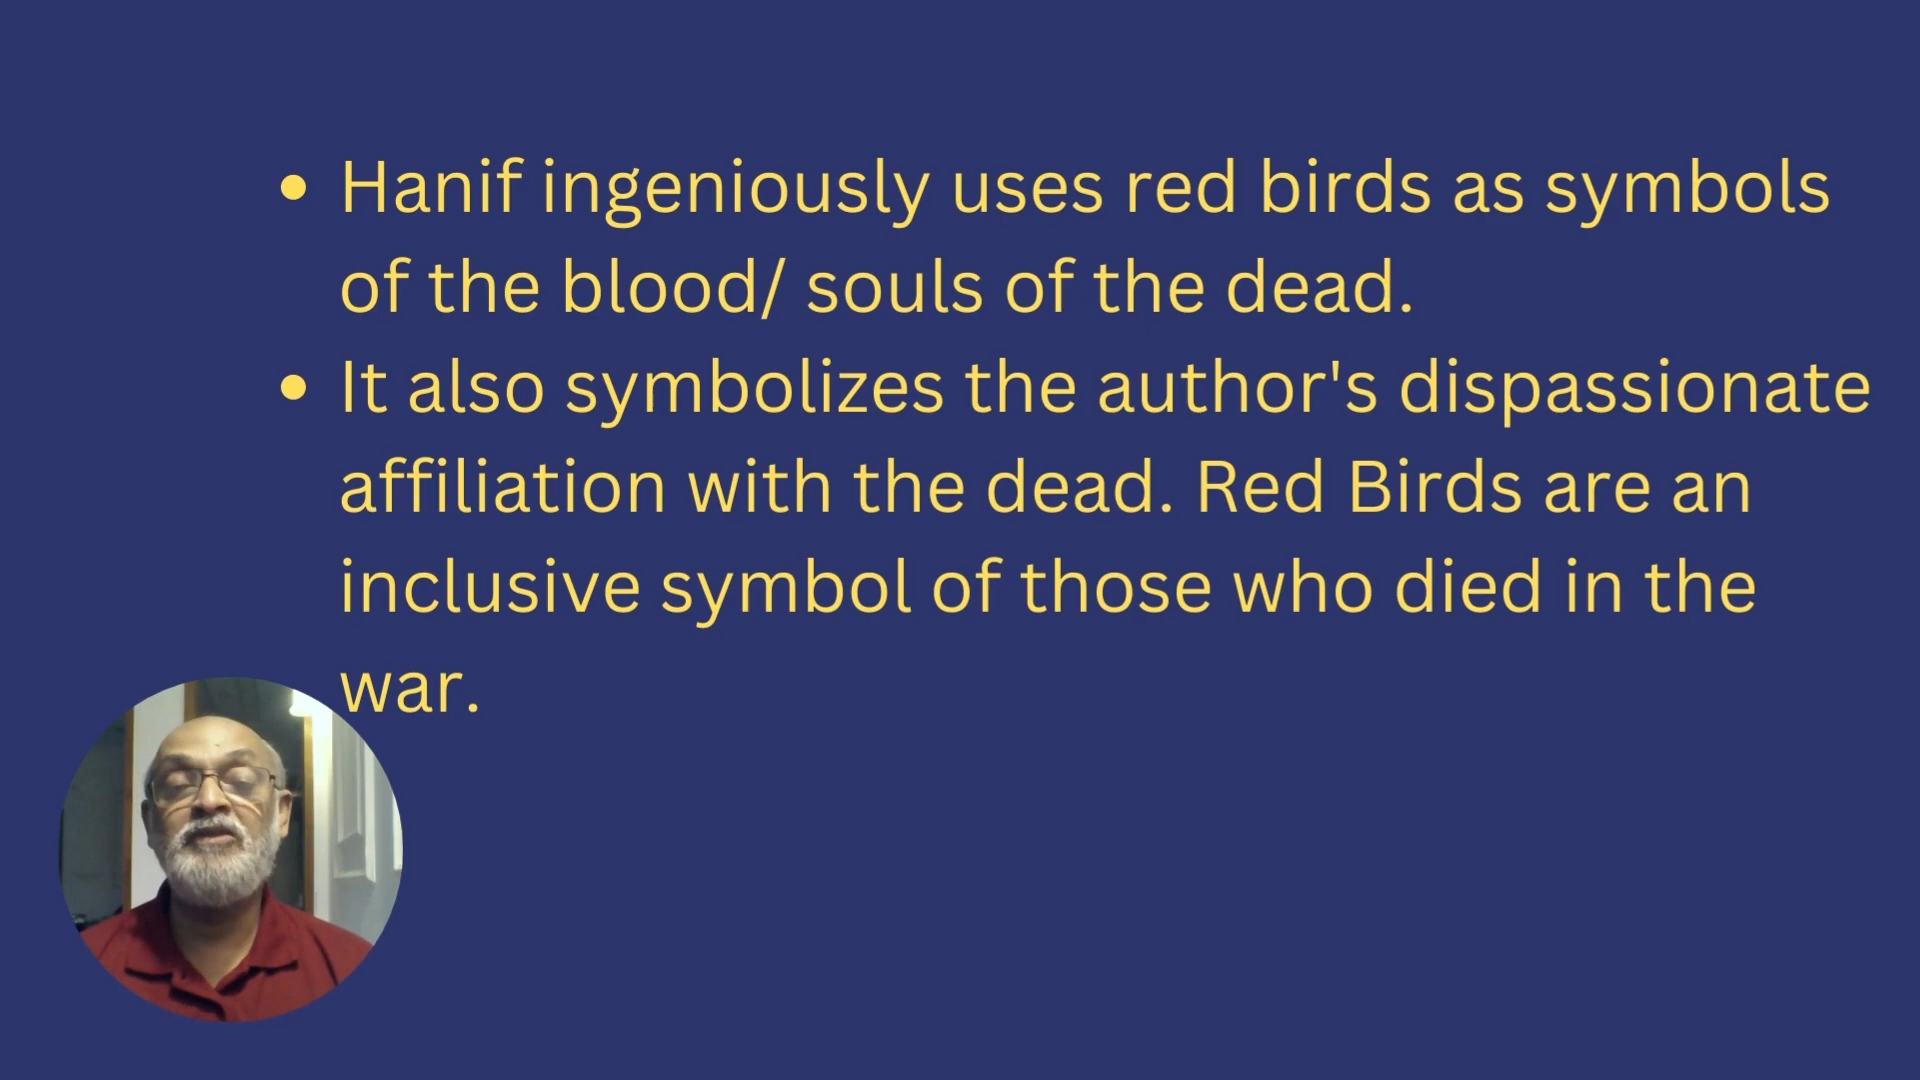 • Hanif ingeniously uses red birds as symbols
of the blood/ souls of the dead.
• It also symbolizes the author's dispassionate
affiliation with the dead. Red Birds are an
inclusive symbol of those who died in the
war.